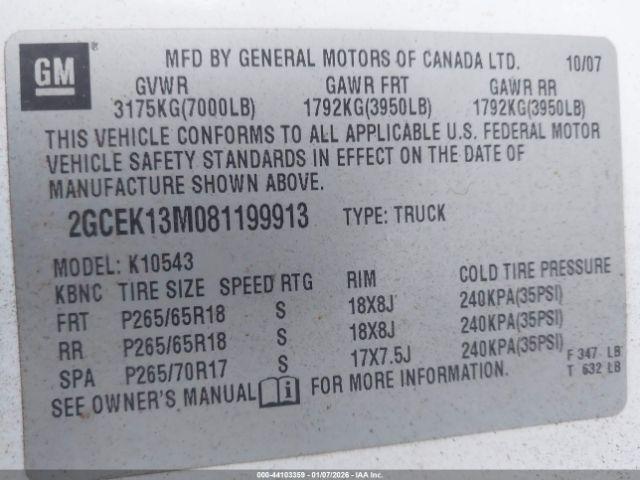 GM
MFD BY GENERAL MOTORS OF CANADA LTD. 10/07
GVWR GAWR FRT GAWR RR
3175KG(7000LB) 1792KG(3950LB) 1792KG(3950LB)
THIS VEHICLE CONFORMS TO ALL APPLICABLE U.S. FEDERAL MOTOR
VEHICLE SAFETY STANDARDS IN EFFECT ON THE DATE OF
MANUFACTURE SHOWN ABOVE.
2GCEK13M081199913 TYPE: TRUCK
MODEL: K10543
KBNC TIRE SIZE SPEED RTG RIM COLD TIRE PRESSURE
FRT P265/65R18 S 18X8J 240KPA(35PSI)
RR P265/65R18 S 18X8J 240KPA(35PSI)
SPA P265/70R17 S 17X7.5J 240KPA(35PSI) F 347 LB
SEE OWNER'S MANUAL FOR MORE INFORMATION. T 632 LB
000-44103359 | 01/07/2026 | IAA, Inc.